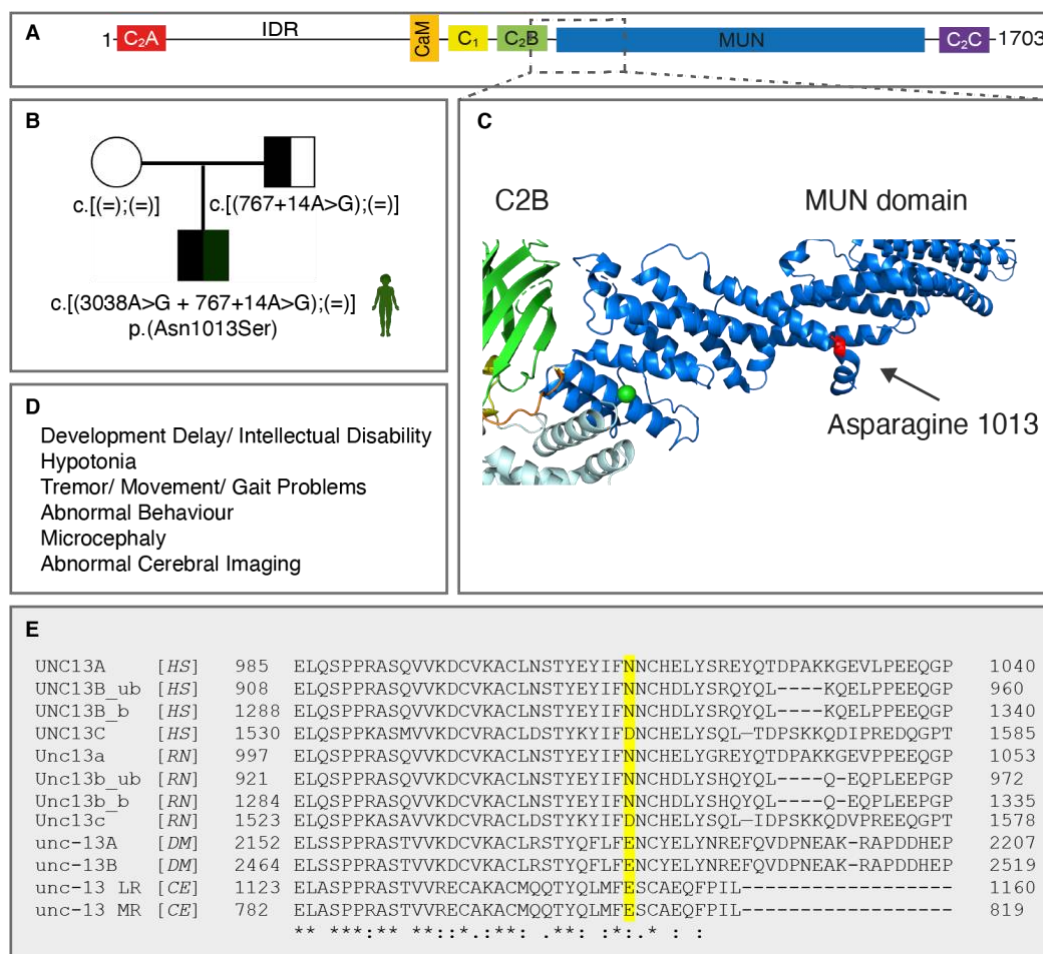 A
1
C2A
IDR
CaM
C1
C2B
MUN
C2C
1703
B
c.[(=);(=)]
c.[(767+14A>G);(=)]
c.[(3038A>G + 767+14A>G);(=)]
p.(Asn1013Ser)
C
C2B
MUN domain
Asparagine 1013
D
Development Delay/ Intellectual Disability
Hypotonia
Tremor/ Movement/ Gait Problems
Abnormal Behaviour
Microcephaly
Abnormal Cerebral Imaging
E
UNC13A [HS] 985 ELQSPPRASQVVKDCVKACLNSTYEYIFNNCHELYSREYQTDPAKKGEVLPEEQGP 1040
UNC13B_ub [HS] 908 ELQSPPRASQVVKDCVKACLNSTYEYIFNNCHDLYSRQYQL----KQELPPEEQGP 960
UNC13B_b [HS] 1288 ELQSPPRASQVVKDCVKACLNSTYEYIFNNCHDLYSRQYQL----KQELPPEEQGP 1340
UNC13C [HS] 1530 ELQSPPKASMVVKDCVKACLDSTYKYIFDNCHELYSQL-TDPSKKQDIPREDQGPT 1585
Unc13a [RN] 997 ELQSPPRASQVVKDCVKACLNSTYEYIFNNCHELYGREYQTDPAKKGEVPPEEQGP 1053
Unc13b_ub [RN] 921 ELQSPPRASQVVKDCVKACLNSTYEYIFNNCHDLYSHQYQL----Q-EQPLEEPGP 972
Unc13b_b [RN] 1284 ELQSPPRASQVVKDCVKACLNSTYEYIFNNCHDLYSHQYQL----Q-EQPLEEPGP 1335
Unc13c [RN] 1523 ELQSPPKASAVVKDCVRACLDSTYKYIFDNCHELYSQL-IDPSKKQDVPREEQGPT 1578
unc-13A [DM] 2152 ELSSPPRASTVVKDCVKACLRSTYQFLFENCYELYNREFQVDPNEAK-RAPDDHEP 2207
unc-13B [DM] 2464 ELSSPPRASTVVKDCVKACLRSTYQFLFENCYELYNREFQVDPNEAK-RAPDDHEP 2519
unc-13 LR [CE] 1123 ELASPPRASTVVRECAKACMQQTYQLMFESCAEQFPIL------------------ 1160
unc-13 MR [CE] 782 ELASPPRASTVVRECAKACMQQTYQLMFESCAEQFPIL------------------ 819
** ***:** **::*.:**: .**: :*:.* : :